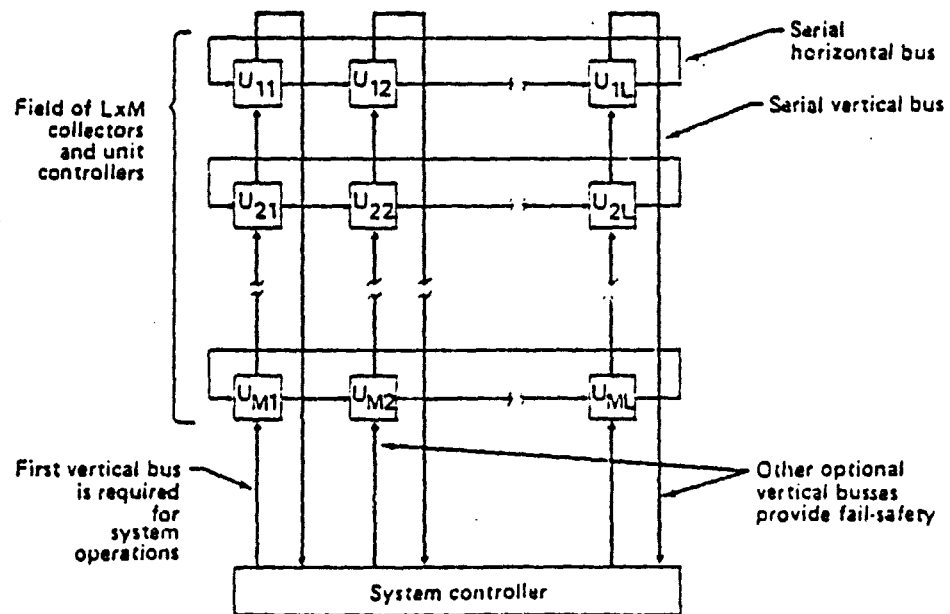 Serial
horizontal bus
U11 U12 U1L
Field of LxM
collectors
and unit
controllers
Serial vertical bus
U21 U22 U2L
UM1 UM2 UML
First vertical bus
is required
for
system
operations
Other optional
vertical busses
provide fail-safety
System controller